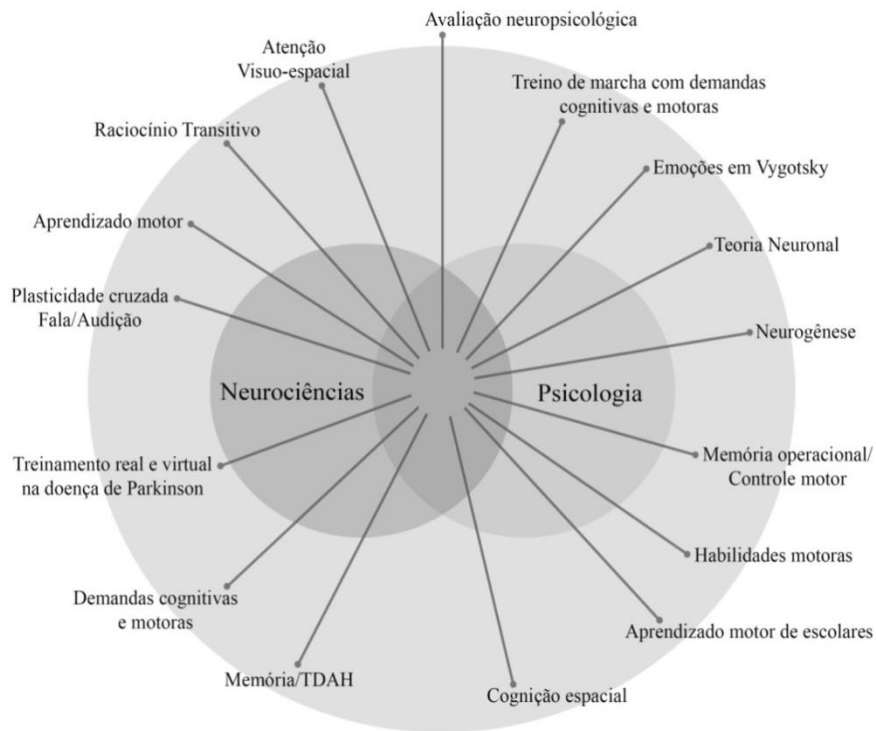 Avaliação neuropsicológica
Atenção
Visuo-espacial
Treino de marcha com demandas
cognitivas e motoras
Raciocínio Transitivo
Emoções em Vygotsky
Aprendizado motor
Teoria Neuronal
Plasticidade cruzada
Fala/Audição
Neurogênese
Neurociências
Psicologia
Treinamento real e virtual
na doença de Parkinson
Memória operacional/
Controle motor
Habilidades motoras
Demandas cognitivas
e motoras
Aprendizado motor de escolares
Memória/TDAH
Cognição espacial